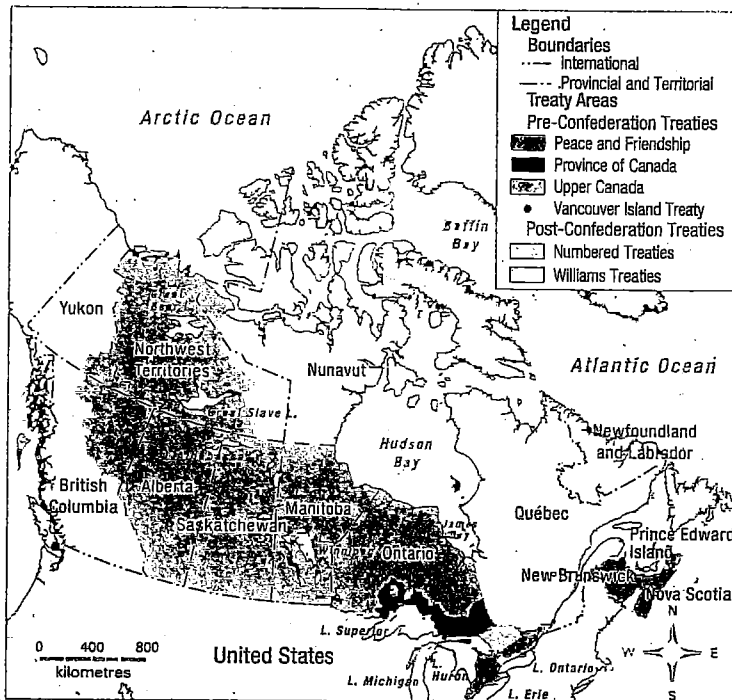 Legend
Boundaries
International
Provincial and Territorial
Treaty Areas
Pre-Confederation Treaties
Peace and Friendship
Province of Canada
Upper Canada
Vancouver Island Treaty
Post-Confederation Treaties
Numbered Treaties
Williams Treaties
Arctic Ocean
Baffin
Bay
Yukon
Great
Northwest
Territories
Nunavut
Atlantic Ocean
Great Slave L.
Hudson
Bay
Newfoundland
and Labrador
British
Columbia
Alberta
Saskatchewan
Manitoba
James
Bay
Ontario
Québec
Prince Edward
Island
New Brunswick
Nova Scotia
N
W
E
S
0 400 800
kilometres
United States
L. Superior
L. Michigan
L.
Huron
L. Ontario
L. Erie